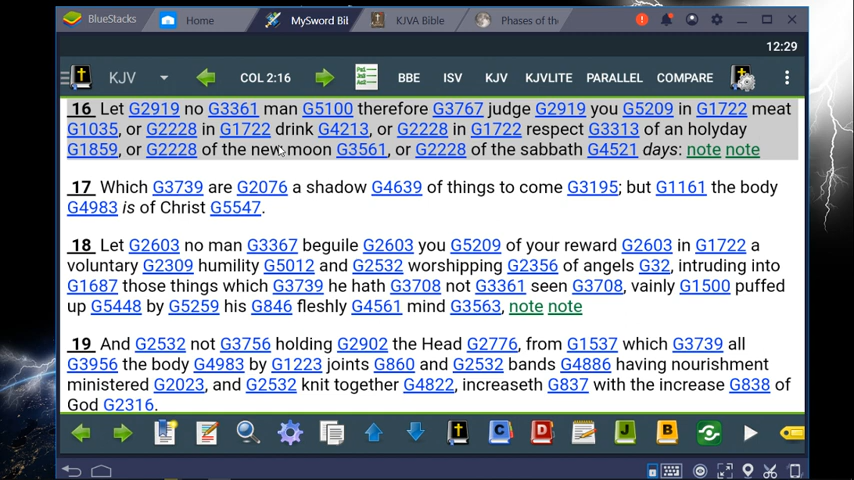 BlueStacks Home MySword Bil KJVA Bible Phases of th
12:29
KJV COL 2:16 BBE ISV KJV KJVLITE PARALLEL COMPARE
16 Let G2919 no G3361 man G5100 therefore G3767 judge G2919 you G5209 in G1722 meat
G1035, or G2228 in G1722 drink G4213, or G2228 in G1722 respect G3313 of an holyday
G1859, or G2228 of the new moon G3561, or G2228 of the sabbath G4521 days: note note
17 Which G3739 are G2076 a shadow G4639 of things to come G3195; but G1161 the body
G4983 is of Christ G5547.
18 Let G2603 no man G3367 beguile G2603 you G5209 of your reward G2603 in G1722 a
voluntary G2309 humility G5012 and G2532 worshipping G2356 of angels G32, intruding into
G1687 those things which G3739 he hath G3708 not G3361 seen G3708, vainly G1500 puffed
up G5448 by G5259 his G846 fleshly G4561 mind G3563, note note
19 And G2532 not G3756 holding G2902 the Head G2776, from G1537 which G3739 all
G3956 the body G4983 by G1223 joints G860 and G2532 bands G4886 having nourishment
ministered G2023, and G2532 knit together G4822, increaseth G837 with the increase G838 of
God G2316.
C D J B